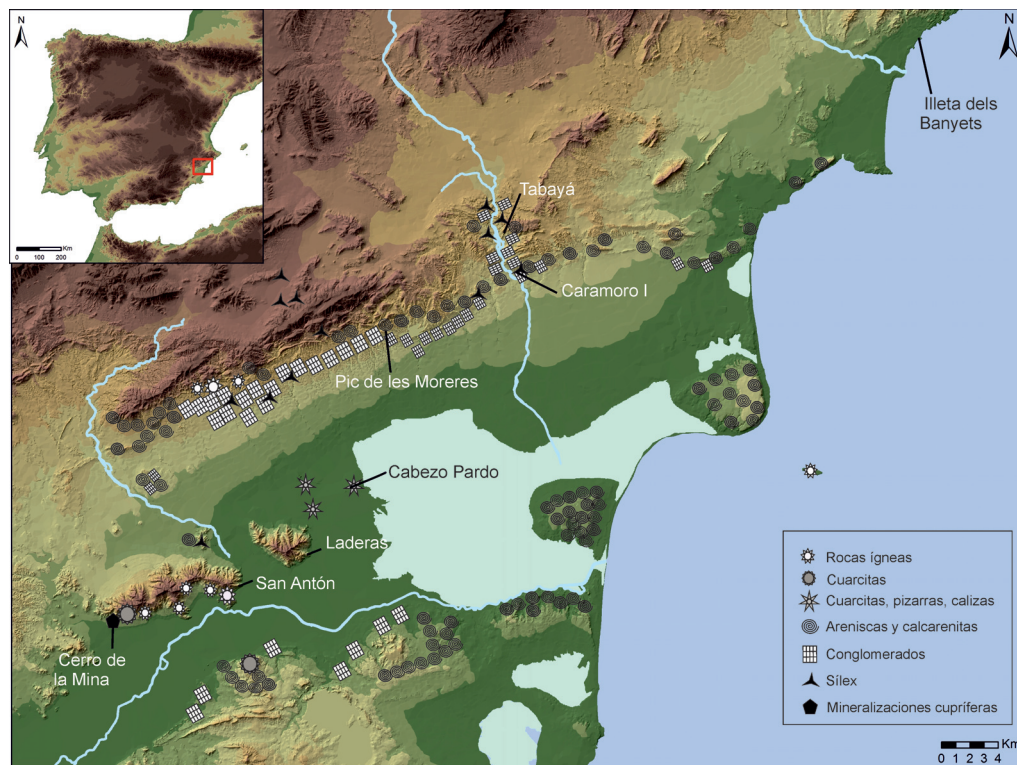 N
N
Illeta dels
Banyets
Tabayá
0 100 200 Km
Caramoro I
Pic de les Moreres
Cabezo Pardo
Laderas
San Antón
Cerro de
la Mina
Rocas ígneas
Cuarcitas
Cuarcitas, pizarras, calizas
Areniscas y calcarenitas
Conglomerados
Sílex
Mineralizaciones cupríferas
Km
0 1 2 3 4